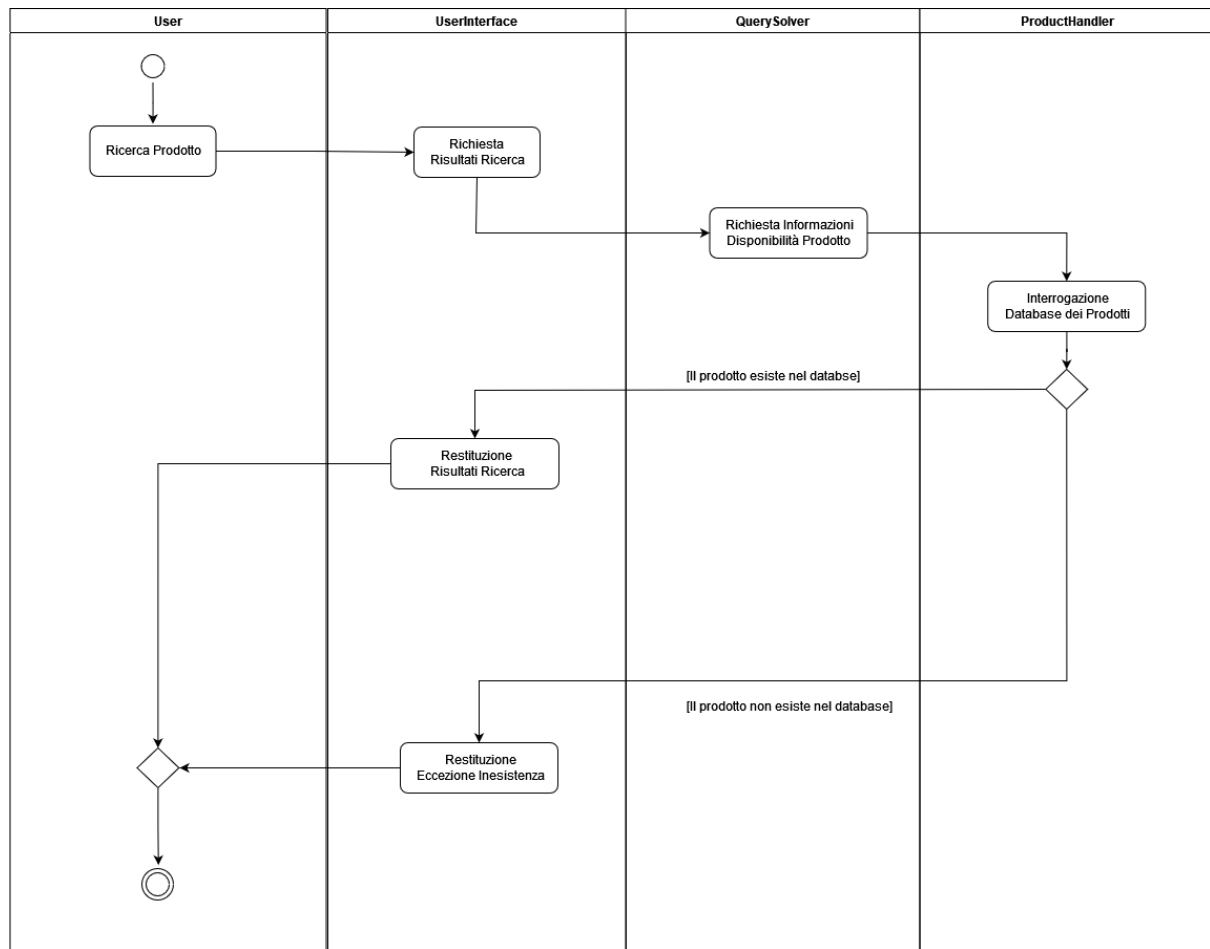 User
UserInterface
QuerySolver
ProductHandler
Ricerca Prodotto
Richiesta
Risultati Ricerca
Richiesta Informazioni
Disponibilità Prodotto
Interrogazione
Database dei Prodotti
[Il prodotto esiste nel databse]
Restituzione
Risultati Ricerca
[Il prodotto non esiste nel database]
Restituzione
Eccezione Inesistenza